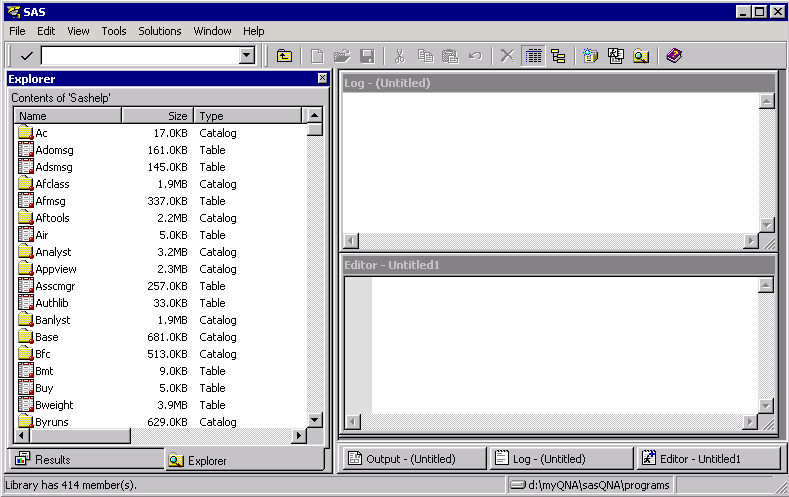 SAS
File Edit View Tools Solutions Window Help
Explorer
Contents of 'Sashelp'
Name Size Type
Ac 17.0KB Catalog
Adomsg 161.0KB Table
Adsmsg 145.0KB Table
Afclass 1.9MB Catalog
Afmsg 337.0KB Table
Aftools 2.2MB Catalog
Air 5.0KB Table
Analyst 3.2MB Catalog
Appview 2.3MB Catalog
Asscmgr 257.0KB Table
Authlib 33.0KB Table
Banlyst 1.9MB Catalog
Base 681.0KB Catalog
Bfc 513.0KB Catalog
Bmt 9.0KB Table
Buy 5.0KB Table
Bweight 3.9MB Table
Byruns 629.0KB Catalog
Results Explorer
Log - (Untitled)
Editor - Untitled1
Output - (Untitled) Log - (Untitled) Editor - Untitled1
Library has 414 member(s). d:\myQNA\sasQNA\programs